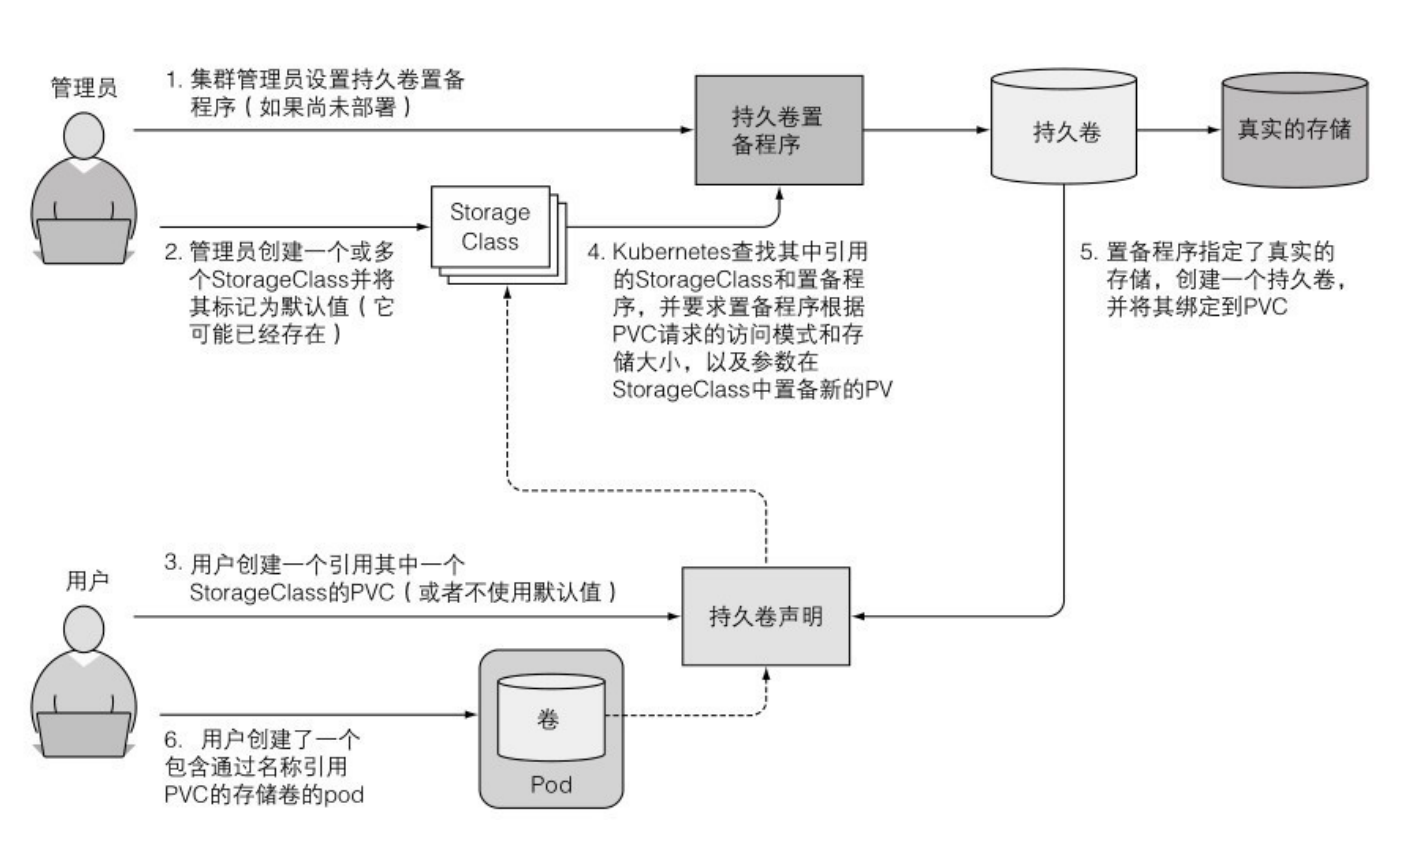 管理员
1. 集群管理员设置持久卷置备
程序（如果尚未部署）
持久卷置
备程序
持久卷
真实的存储
Storage
Class
2. 管理员创建一个或多
个StorageClass并将
其标记为默认值（它
可能已经存在）
4. Kubernetes查找其中引用
的StorageClass和置备程
序，并要求置备程序根据
PVC请求的访问模式和存
储大小，以及参数在
StorageClass中置备新的PV
5. 置备程序指定了真实的
存储，创建一个持久卷，
并将其绑定到PVC
用户
3. 用户创建一个引用其中一个
StorageClass的PVC（或者不使用默认值）
持久卷声明
卷
Pod
6. 用户创建了一个
包含通过名称引用
PVC的存储卷的pod